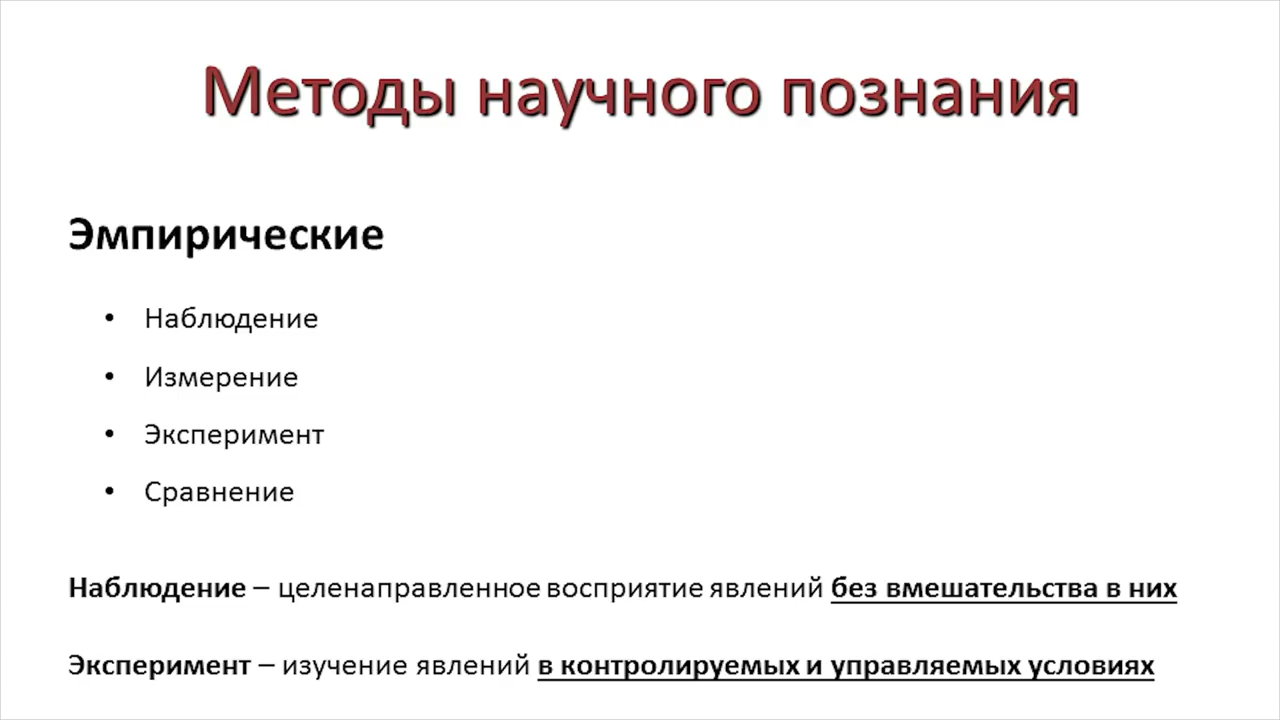 Методы научного познания
Эмпирические
• Наблюдение
• Измерение
• Эксперимент
• Сравнение
Наблюдение – целенаправленное восприятие явлений без вмешательства в них
Эксперимент – изучение явлений в контролируемых и управляемых условиях